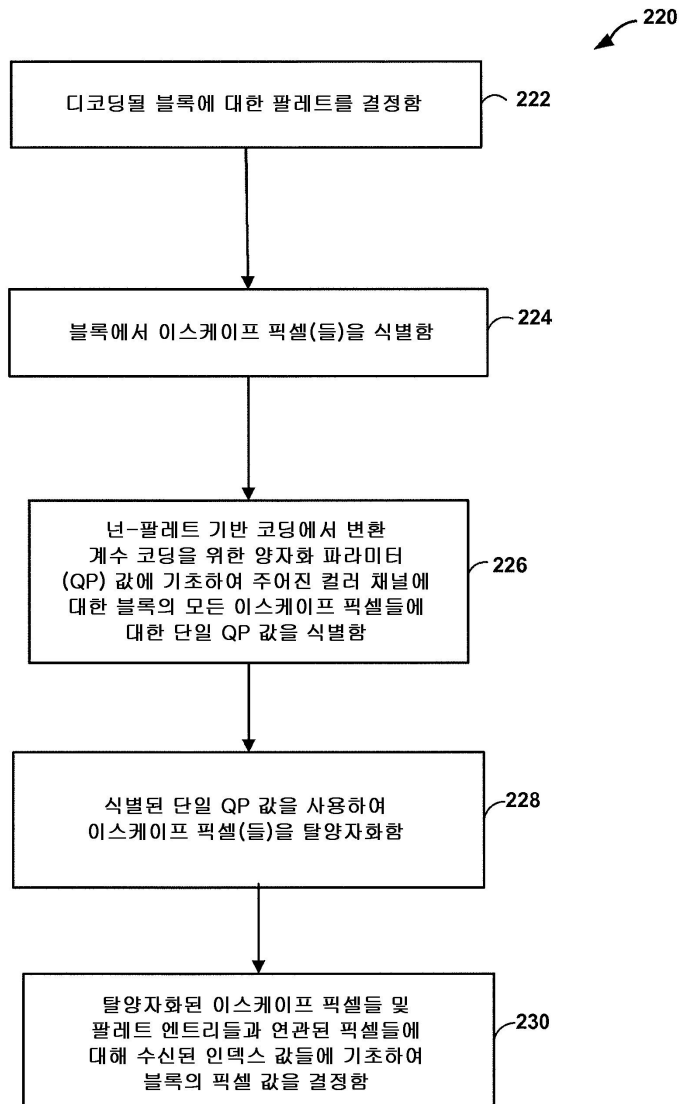 220
디코딩될 블록에 대한 팔레트를 결정함
222
블록에서 이스케이프 픽셀(들)을 식별함
224
넌-팔레트 기반 코딩에서 변환
계수 코딩을 위한 양자화 파라미터
(QP) 값에 기초하여 주어진 컬러 채널에
대한 블록의 모든 이스케이프 픽셀들에
대한 단일 QP 값을 식별함
226
식별된 단일 QP 값을 사용하여
이스케이프 픽셀(들)을 탈양자화함
228
탈양자화된 이스케이프 픽셀들 및
팔레트 엔트리들과 연관된 픽셀들에
대해 수신된 인덱스 값들에 기초하여
블록의 픽셀 값을 결정함
230